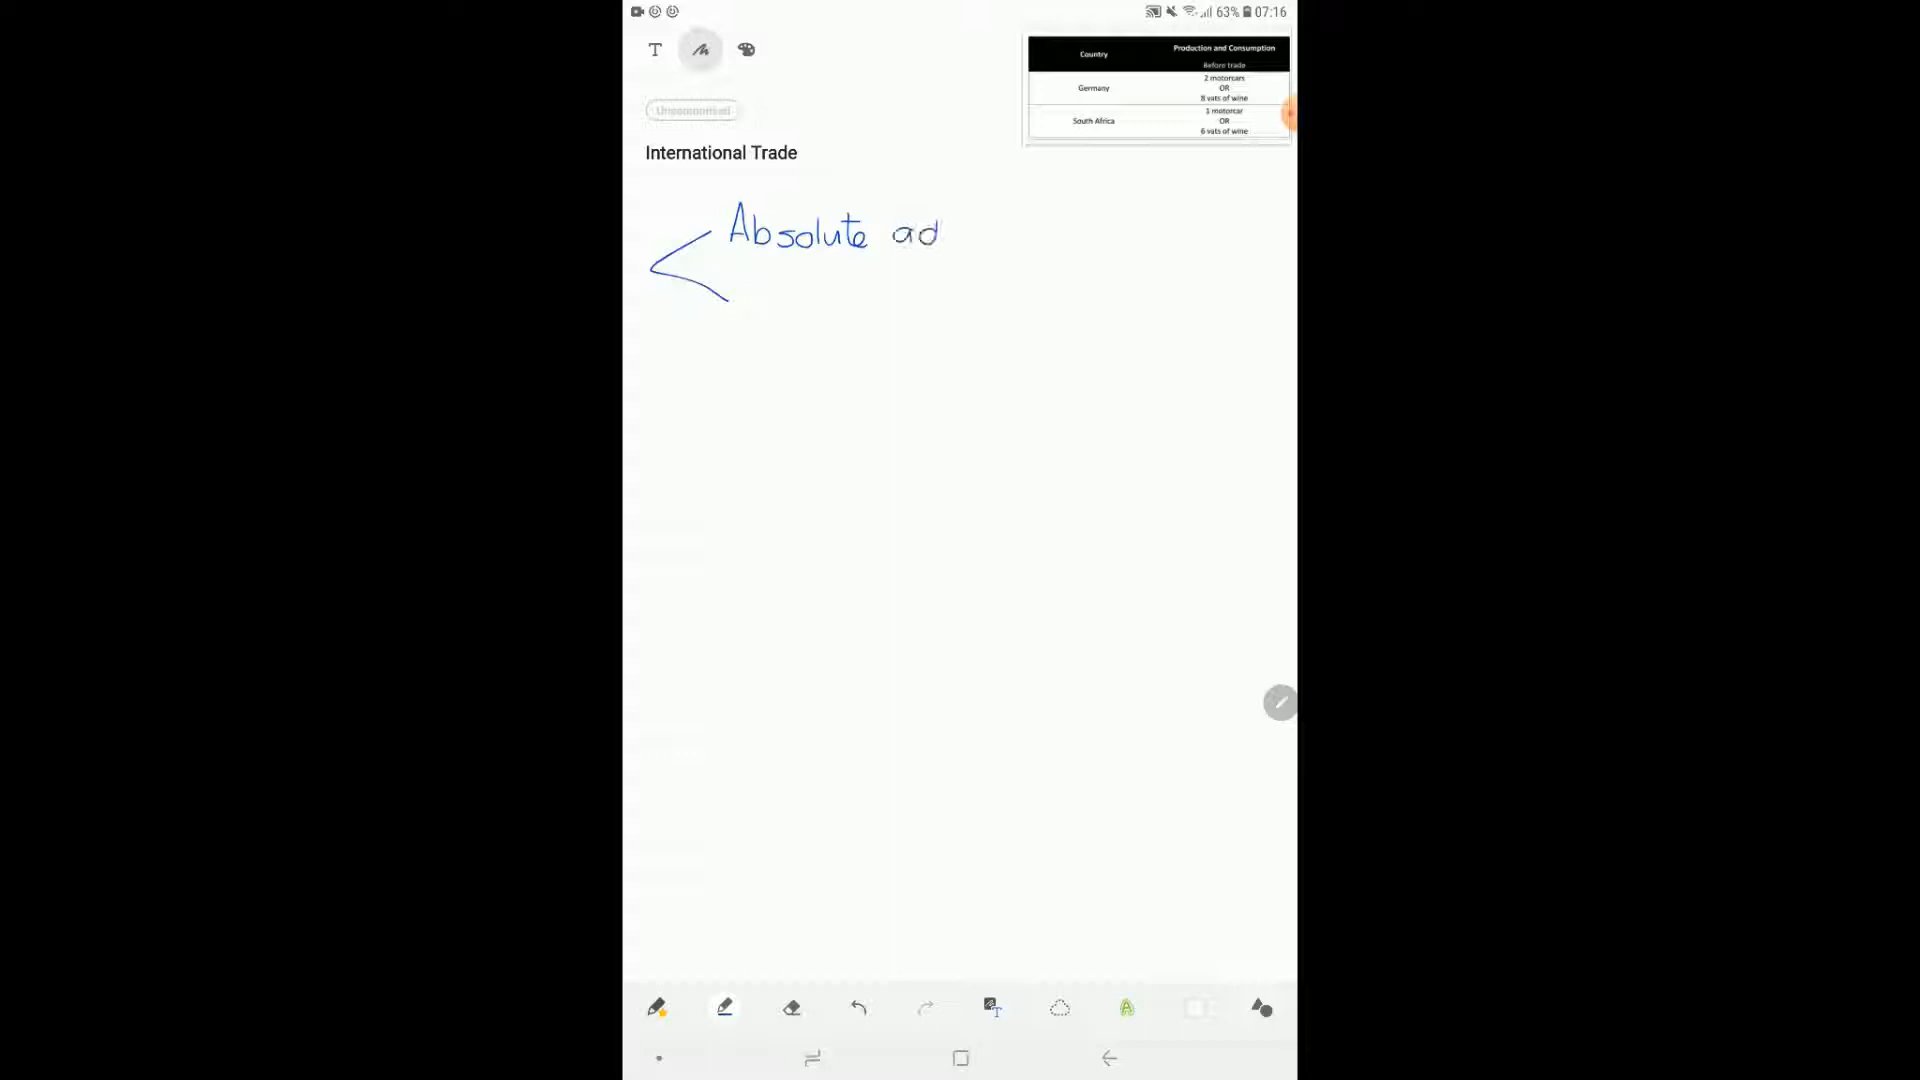 63% 07:16
T
Country Production and Consumption
Before trade
Germany 2 motorcars
OR
8 vats of wine
South Africa 1 motorcar
OR
6 vats of wine
Uncategorised
International Trade
Absolute ad